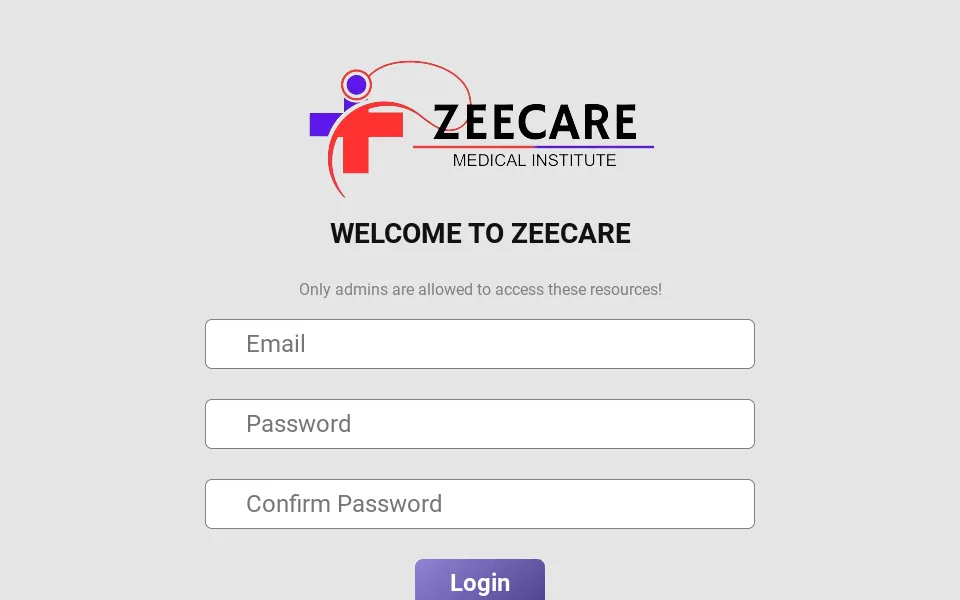 ZEECARE
MEDICAL INSTITUTE
WELCOME TO ZEECARE
Only admins are allowed to access these resources!
Email
Password
Confirm Password
Login